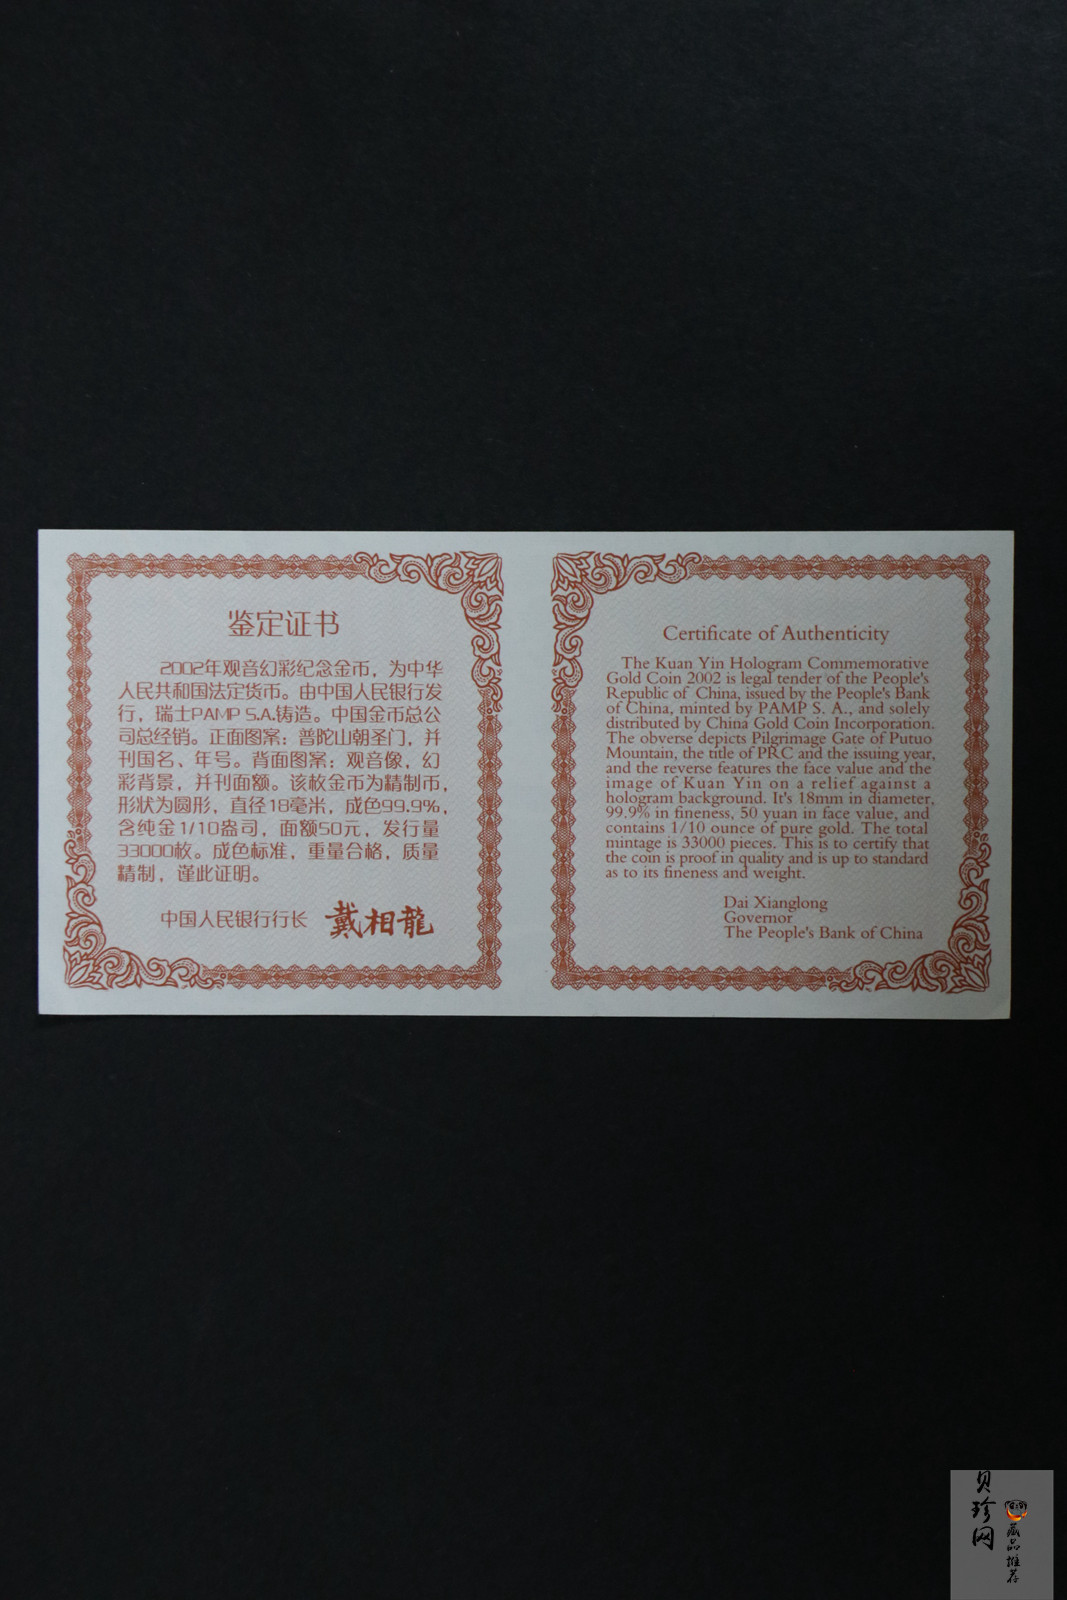 鉴定证书
2002年观音幻彩纪念金币，为中华
人民共和国法定货币。由中国人民银行发
行，瑞士PAMP S.A.铸造。中国金币总公
司总经销。正面图案：普陀山朝圣门，并
刊国名、年号。背面图案：观音像，幻
彩背景，并刊面额。该枚金币为精制币，
形状为圆形，直径18毫米，成色99.9%，
含纯金1/10盎司，面额50元，发行量
33000枚。成色标准，重量合格，质量
精制，谨此证明。
中国人民银行行长 戴相龍
Certificate of Authenticity
The Kuan Yin Hologram Commemorative
Gold Coin 2002 is legal tender of the People's
Republic of China, issued by the People's Bank
of China, minted by PAMP S. A., and solely
distributed by China Gold Coin Incorporation.
The obverse depicts Pilgrimage Gate of Putuo
Mountain, the title of PRC and the issuing year,
and the reverse features the face value and the
image of Kuan Yin on a relief against a
hologram background. It's 18mm in diameter,
99.9% in fineness, 50 yuan in face value, and
contains 1/10 ounce of pure gold. The total
mintage is 33000 pieces. This is to certify that
the coin is proof in quality and is up to standard
as to its fineness and weight.
Dai Xianglong
Governor
The People's Bank of China
贝珍网
藏品推荐